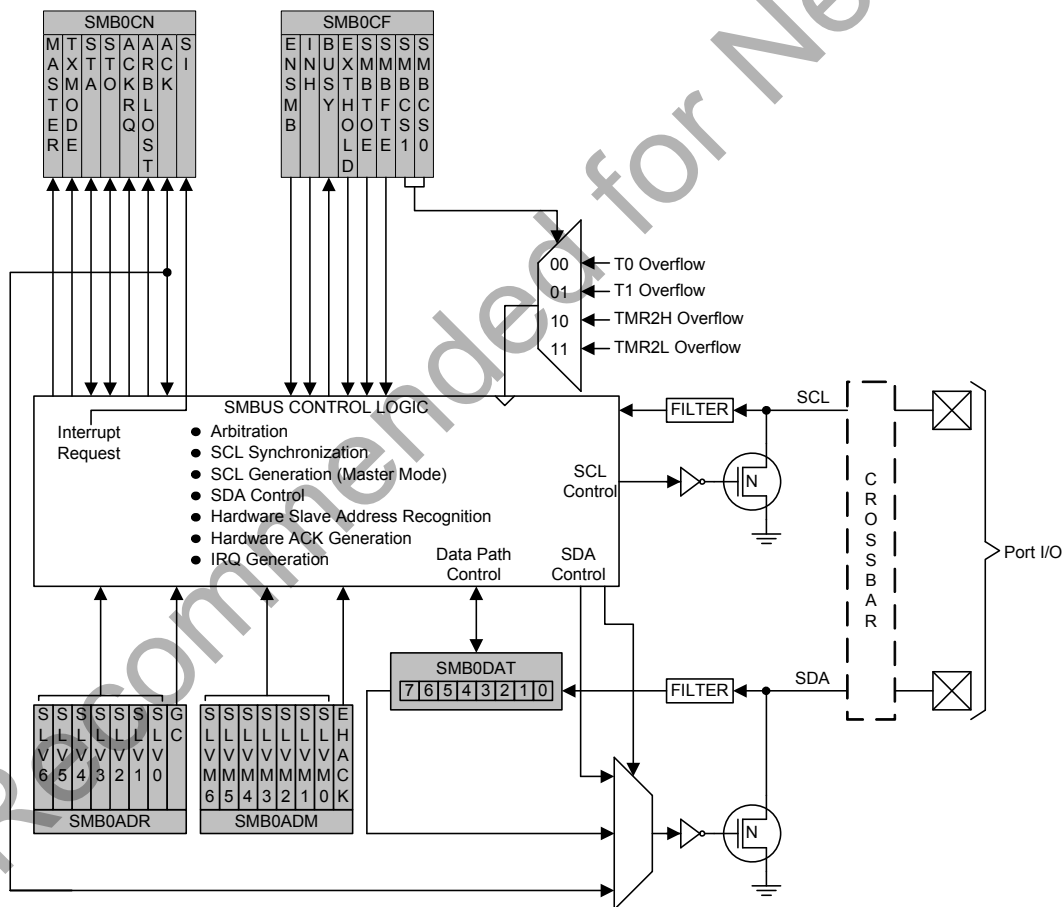 SMB0CN
MASTER
TXMODE
STA
STO
ACKRQ
ARBLOST
ACK
SI
SMB0CF
ENSMB
INH
BUSY
EXTHOLD
SMBTOE
SMBFTE
SMBCS1
SMBCS0
00
T0 Overflow
01
T1 Overflow
10
TMR2H Overflow
11
TMR2L Overflow
SMBUS CONTROL LOGIC
Interrupt
Request
● Arbitration
● SCL Synchronization
● SCL Generation (Master Mode)
● SDA Control
● Hardware Slave Address Recognition
● Hardware ACK Generation
● IRQ Generation
SCL
Control
Data Path
Control
SDA
Control
FILTER
SCL
N
CROSSBAR
Port I/O
SMB0DAT
7 6 5 4 3 2 1 0
FILTER
SDA
N
SLV6
SLV5
SLV4
SLV3
SLV2
SLV1
SLV0
GC
SMB0ADR
SLVM6
SLVM5
SLVM4
SLVM3
SLVM2
SLVM1
SLVM0
EHACK
SMB0ADM
Recommended for Ne